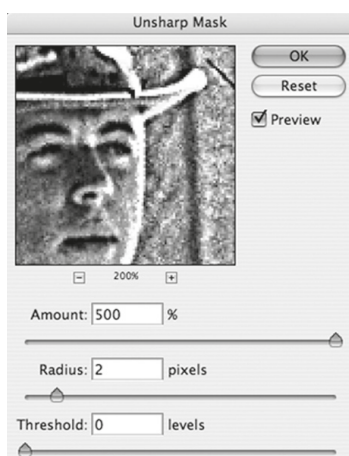 Unsharp Mask
OK
Reset
Preview
200%
Amount: 500 %
Radius: 2 pixels
Threshold: 0 levels